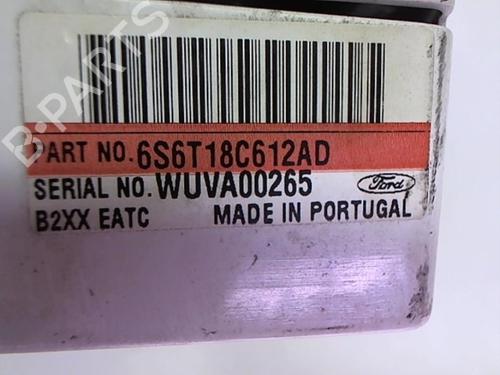 PART NO. 6S6T18C612AD
SERIAL NO. WUVA00265
Ford
B2XX EATC MADE IN PORTUGAL
B-PARTS